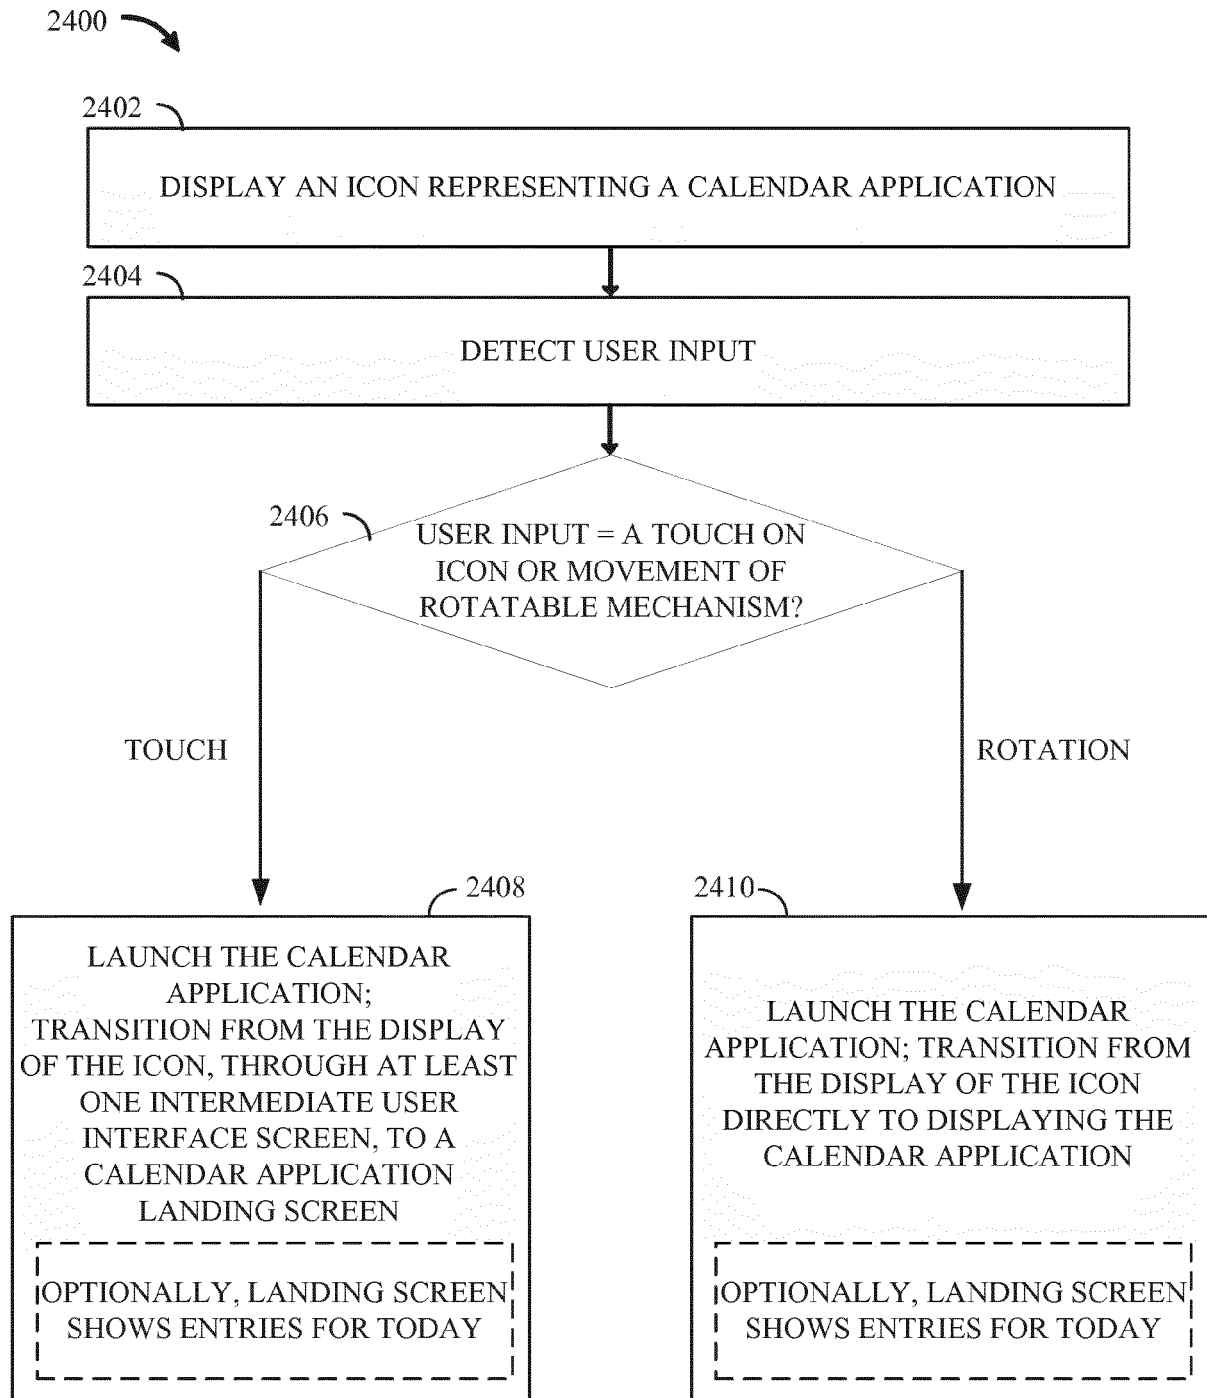 2400
2402
DISPLAY AN ICON REPRESENTING A CALENDAR APPLICATION
2404
DETECT USER INPUT
2406
USER INPUT = A TOUCH ON
ICON OR MOVEMENT OF
ROTATABLE MECHANISM?
TOUCH
ROTATION
2408
LAUNCH THE CALENDAR
APPLICATION;
TRANSITION FROM THE DISPLAY
OF THE ICON, THROUGH AT LEAST
ONE INTERMEDIATE USER
INTERFACE SCREEN, TO A
CALENDAR APPLICATION
LANDING SCREEN
OPTIONALLY, LANDING SCREEN
SHOWS ENTRIES FOR TODAY
2410
LAUNCH THE CALENDAR
APPLICATION; TRANSITION FROM
THE DISPLAY OF THE ICON
DIRECTLY TO DISPLAYING THE
CALENDAR APPLICATION
OPTIONALLY, LANDING SCREEN
SHOWS ENTRIES FOR TODAY